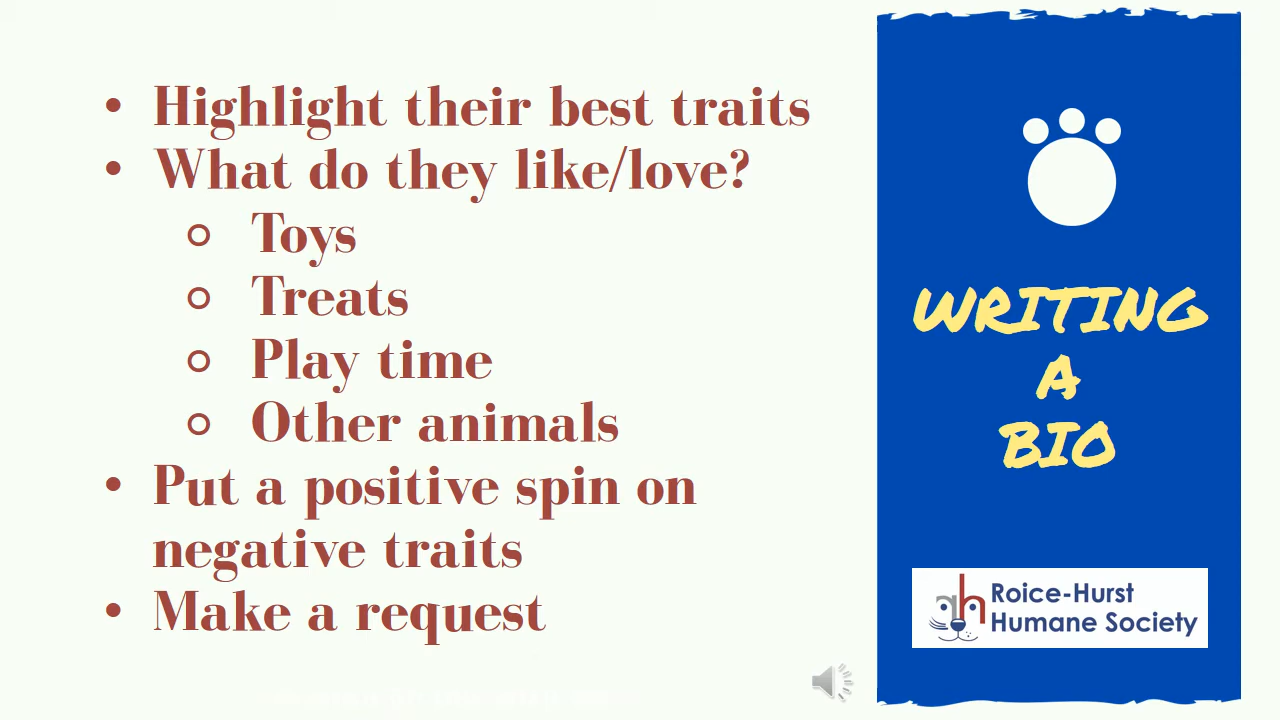 • Highlight their best traits
• What do they like/love?
○ Toys
○ Treats
○ Play time
○ Other animals
• Put a positive spin on
negative traits
• Make a request
WRITING
A
BIO
Roice-Hurst
Humane Society